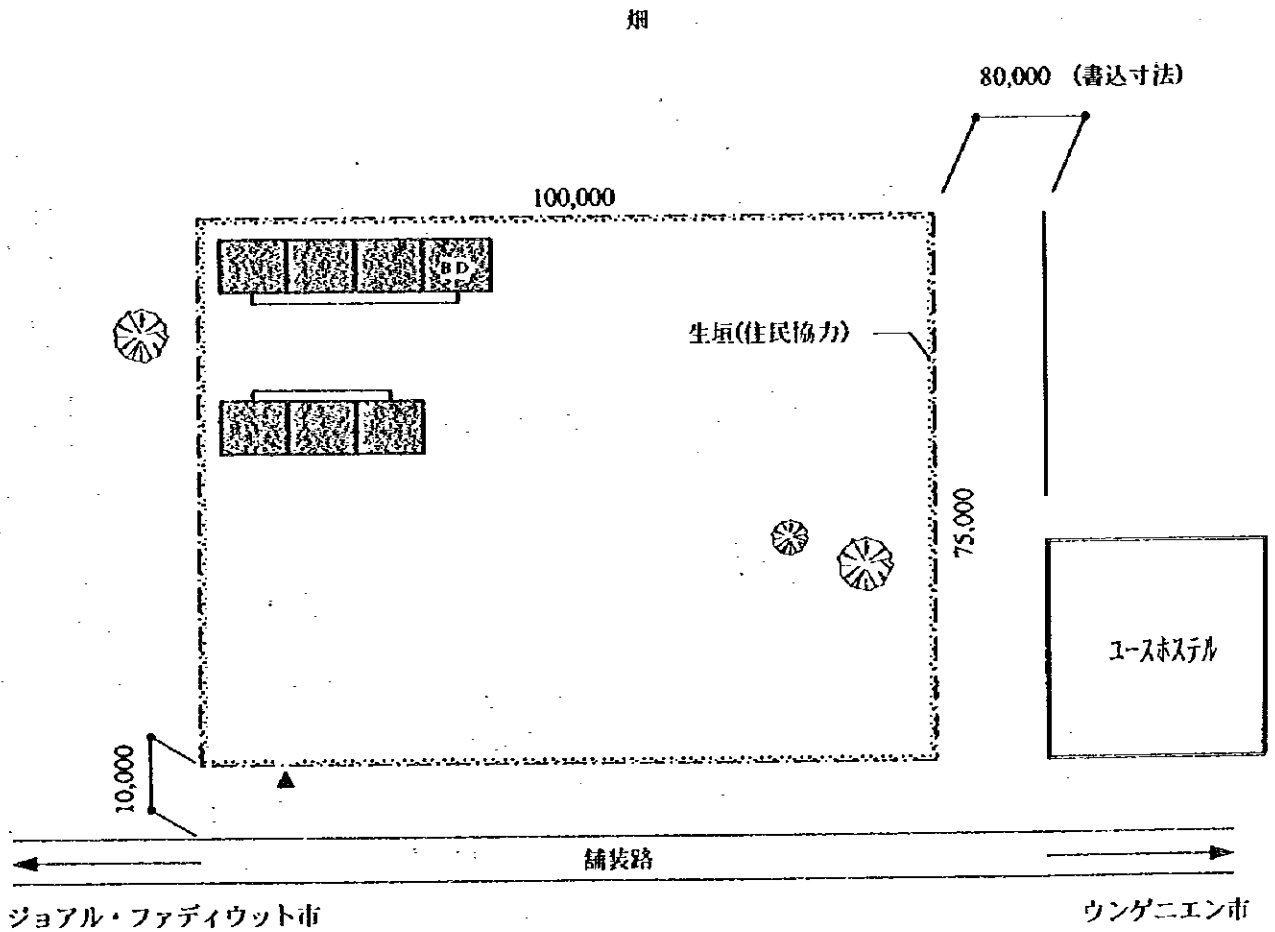 畑
80,000 (書込寸法)
100,000
BD
生垣(住民協力)
75,000
ユースホステル
10,000
舗装路
ジョアル・ファディウット市
ウンゲニエン市